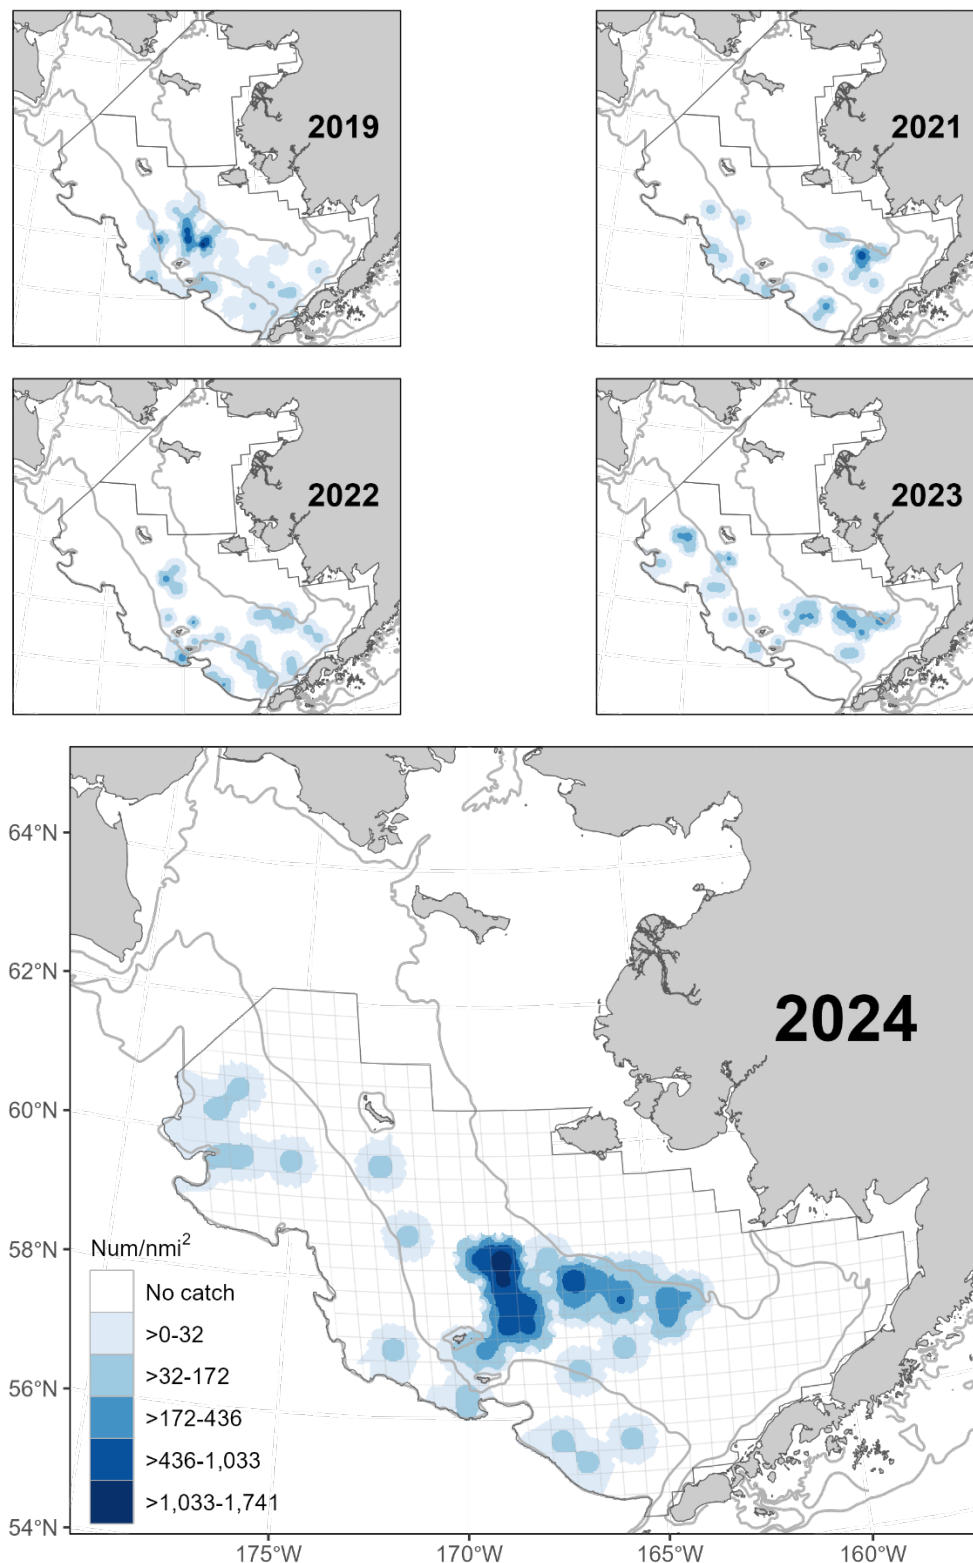 2019
2021
2022
2023
2024
64°N
62°N
60°N
58°N
56°N
54°N
Num/nmi²
No catch
>0-32
>32-172
>172-436
>436-1,033
>1,033-1,741
175°W
170°W
165°W
160°W